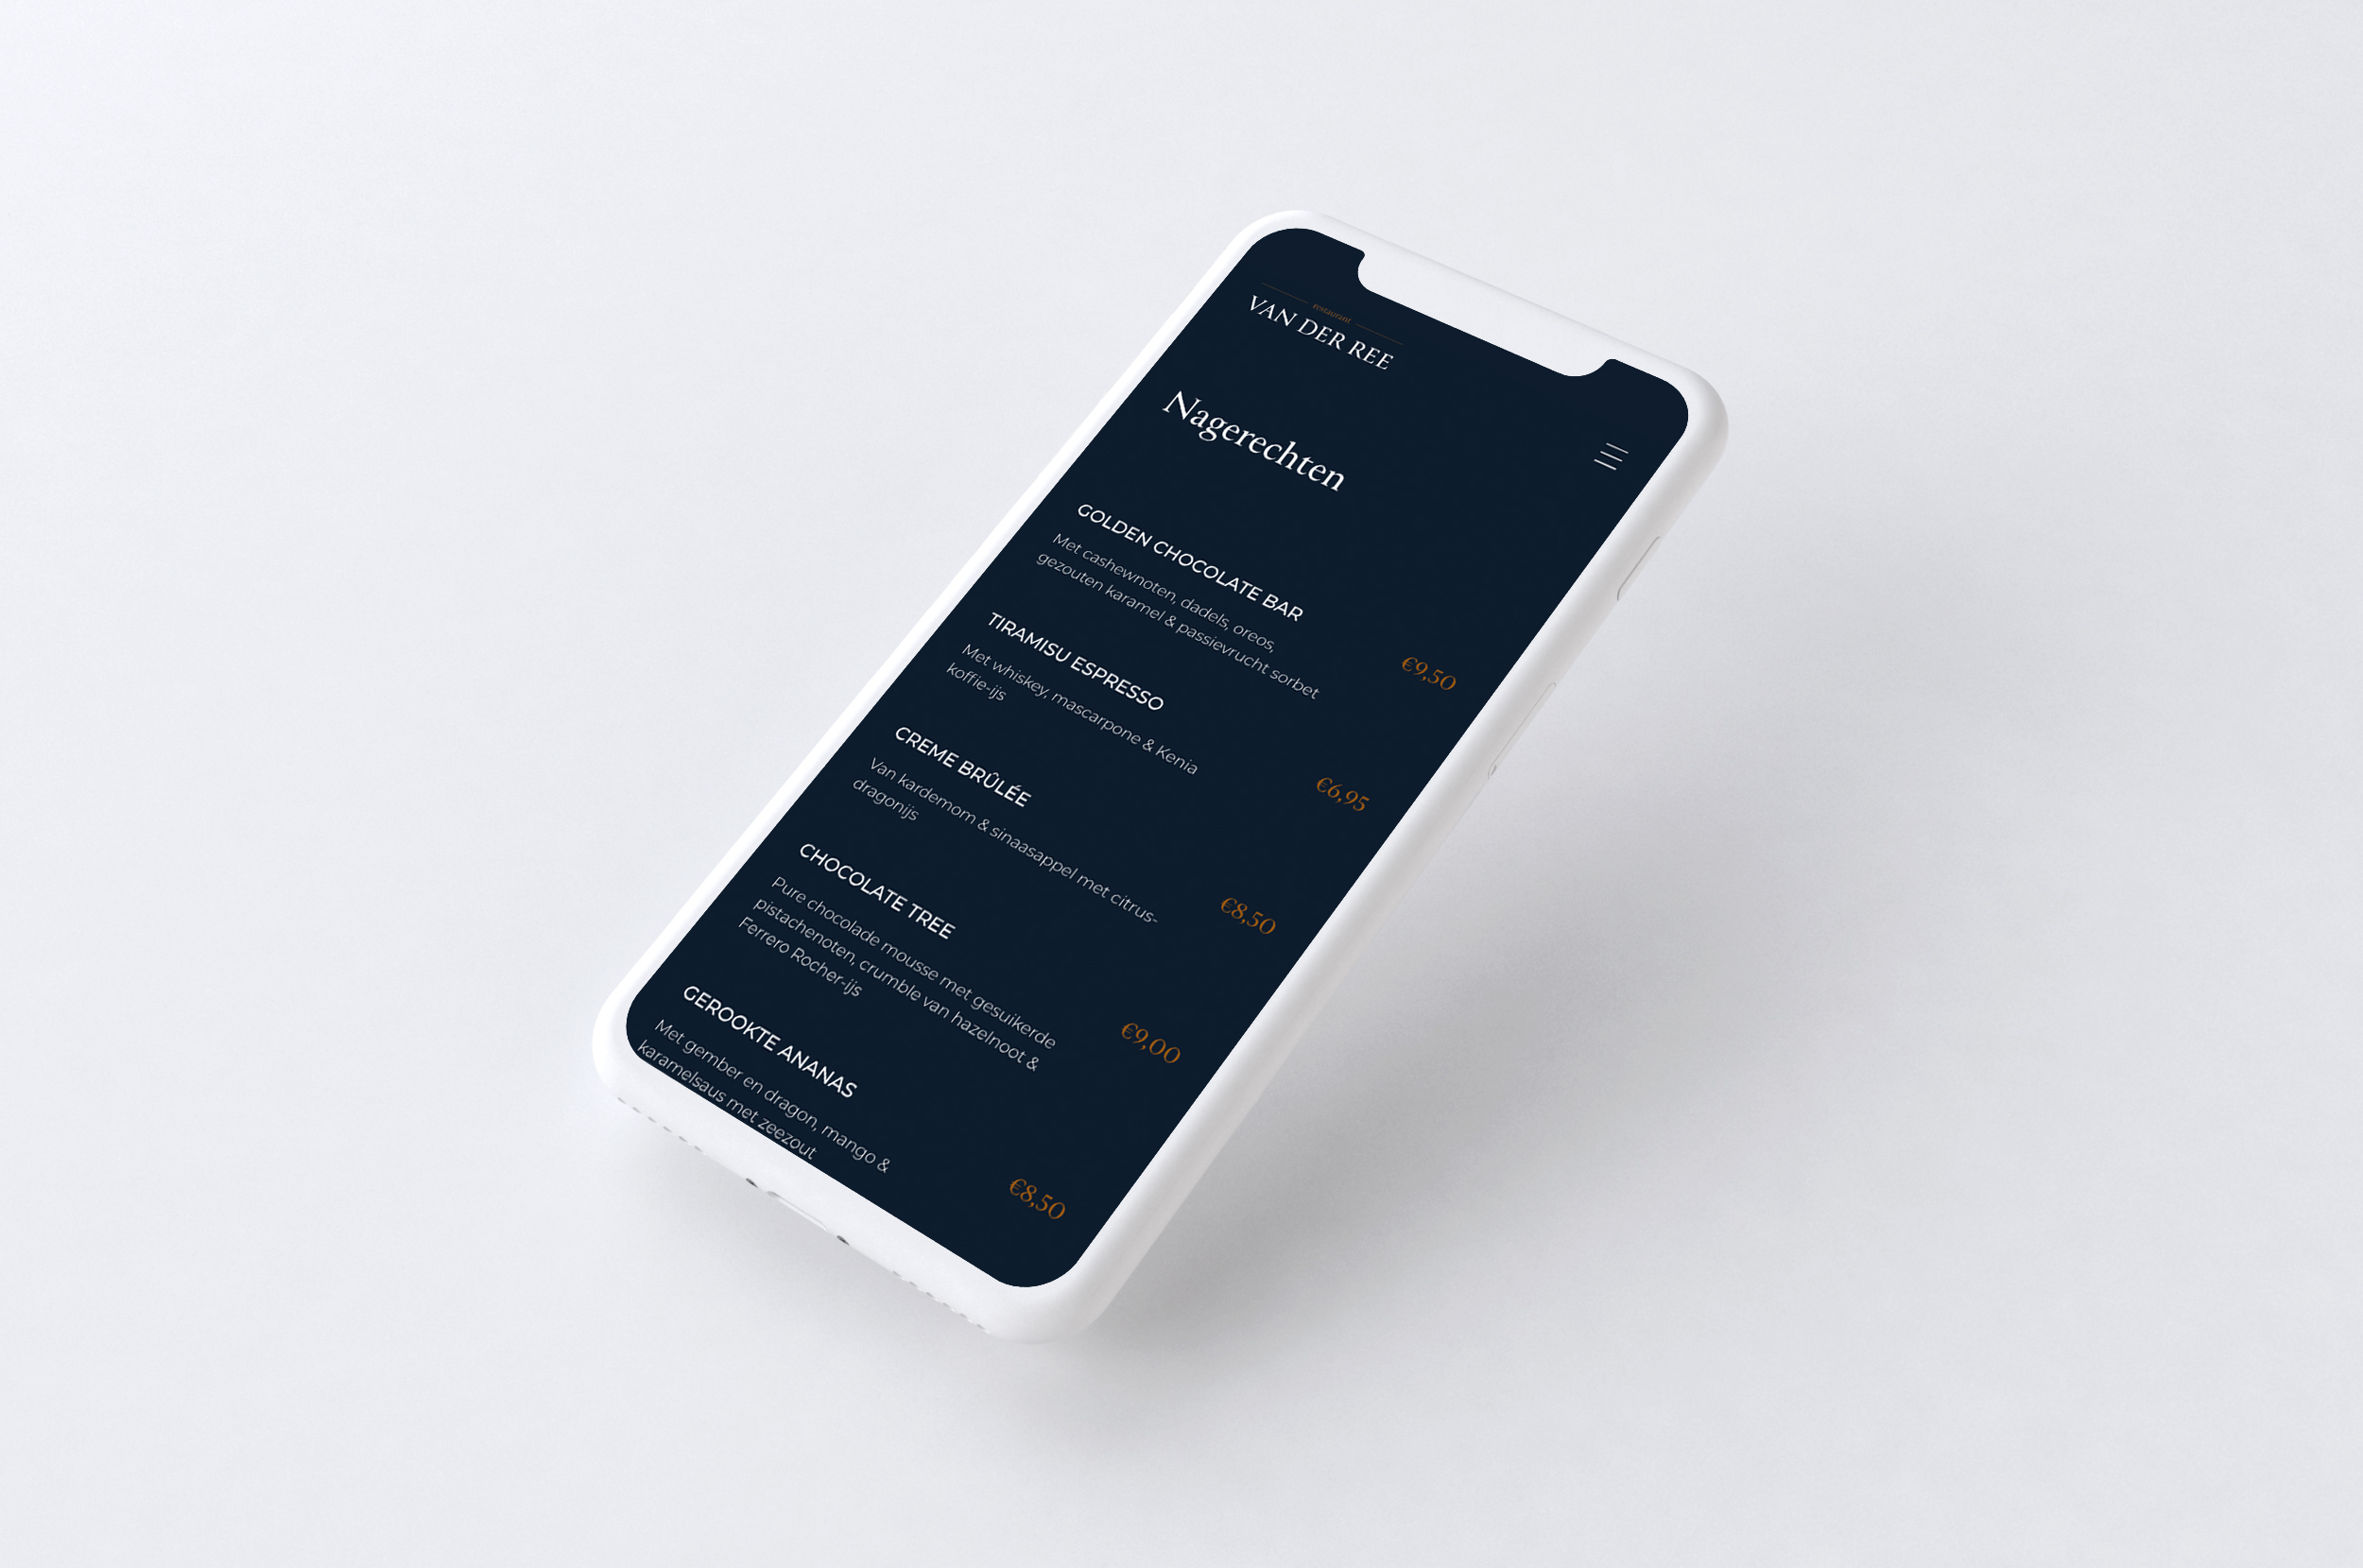 restaurant
VAN DER REE
Nagerechten
GOLDEN CHOCOLATE BAR
Met cashewnoten, dadels, oreos,
gezouten karamel & passievrucht sorbet
€9,50
TIRAMISU ESPRESSO
Met whiskey, mascarpone & Kenia
koffie-ijs
€6,95
CREME BRÛLÉE
Van kardemom & sinaasappel met citrus-
dragonijs
€8,50
CHOCOLATE TREE
Pure chocolade mousse met gesuikerde
pistachenoten, crumble van hazelnoot &
Ferrero Rocher-ijs
€9,00
GEROOKTE ANANAS
Met gember en dragon, mango &
karamelsaus met zeezout
€8,50